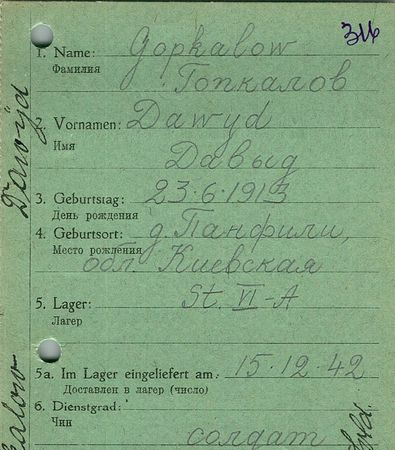 316
1. Name: Gopkalow
Фамилия Гопкалов
2. Vornamen: Dawyd
Имя Давыд
3. Geburtstag: 23.6.1913
День рождения
4. Geburtsort: д. Панфили,
Место рождения обл. Киевская
5. Lager: St. VI-A
Лагер
5a. Im Lager eingeliefert am: 15.12.42
Доставлен в лагер (число)
6. Dienstgrad:
Чин солдат